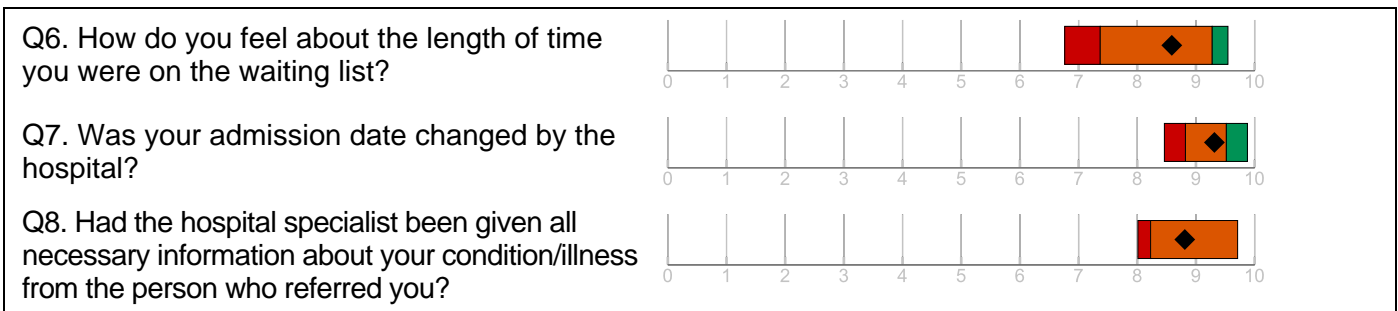 Q6. How do you feel about the length of time
you were on the waiting list?
0 1 2 3 4 5 6 7 8 9 10
Q7. Was your admission date changed by the
hospital?
0 1 2 3 4 5 6 7 8 9 10
Q8. Had the hospital specialist been given all
necessary information about your condition/illness
from the person who referred you?
0 1 2 3 4 5 6 7 8 9 10